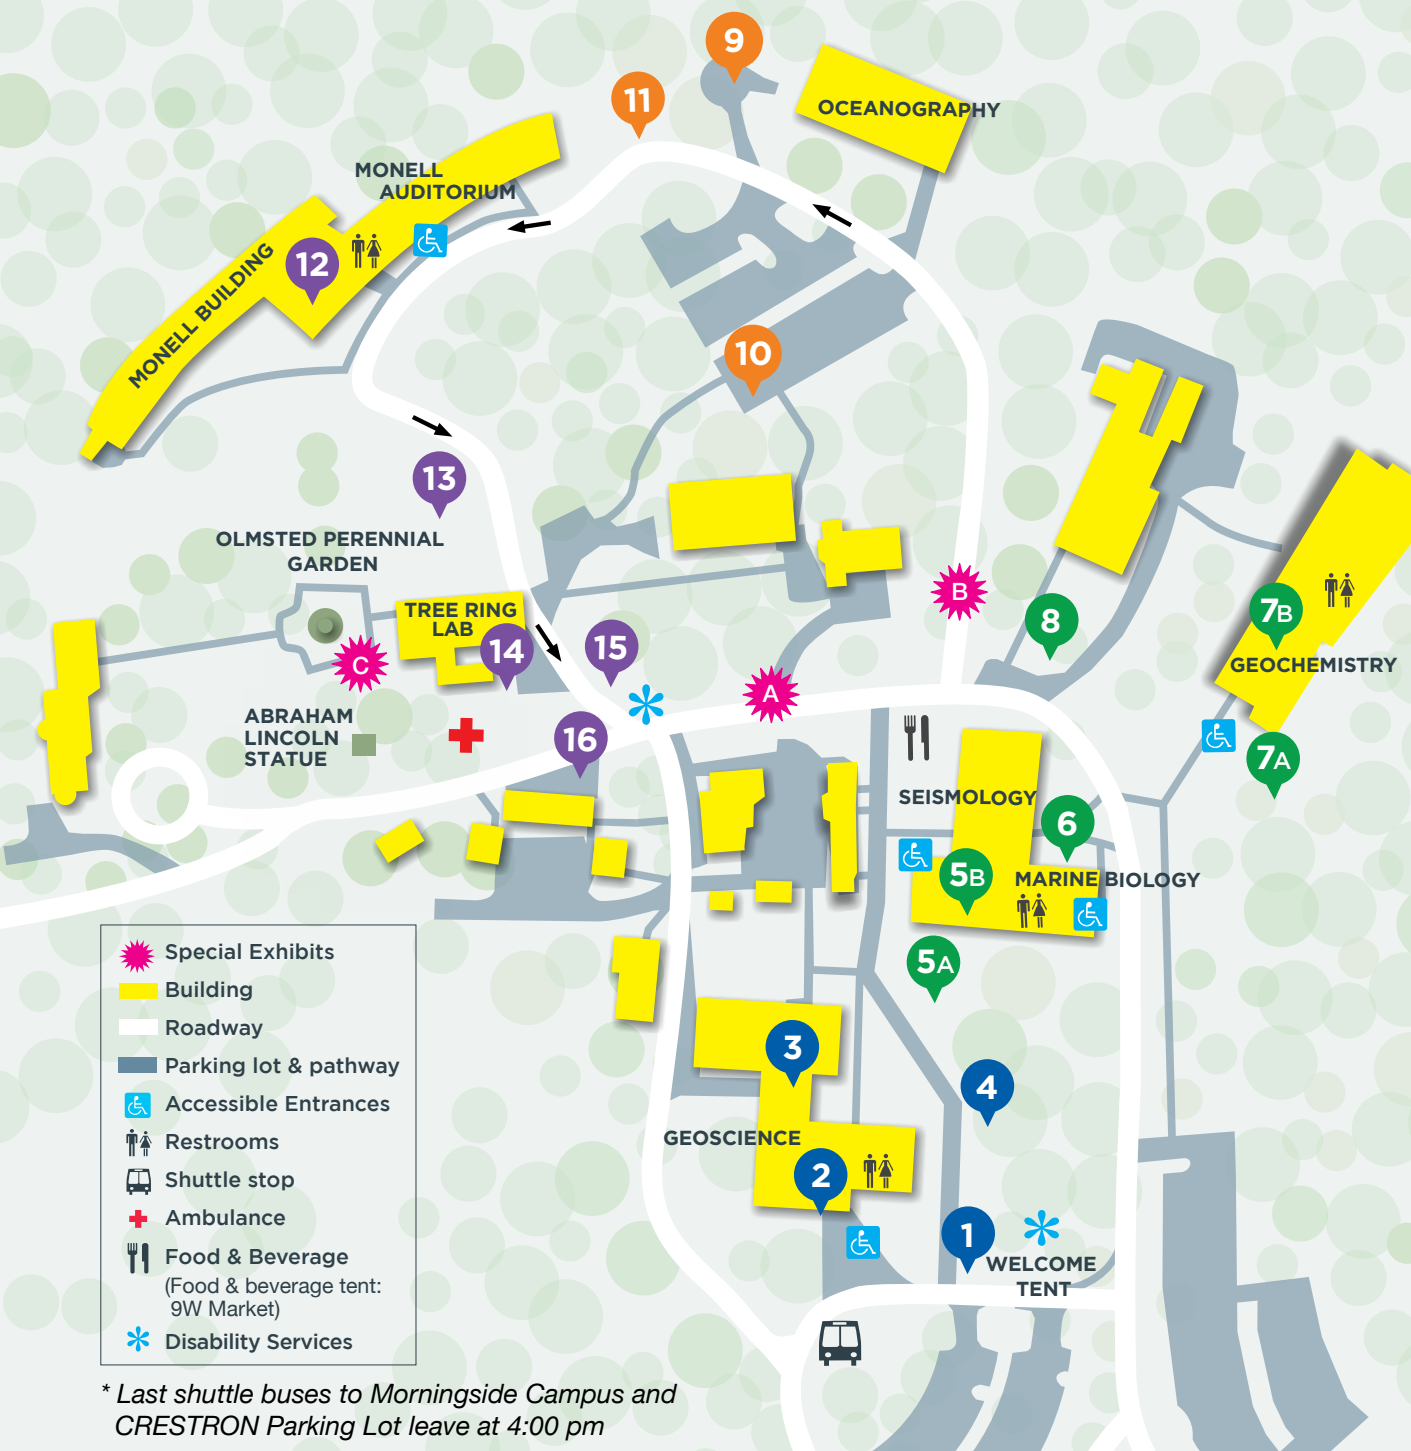 9
11
OCEANOGRAPHY
MONELL
AUDITORIUM
12
MONELL BUILDING
10
13
OLMSTED PERENNIAL
GARDEN
B
TREE RING
LAB
14
15
8
7B
GEOCHEMISTRY
C
A
ABRAHAM
LINCOLN
STATUE
16
7A
SEISMOLOGY
6
5B
MARINE BIOLOGY
5A
3
4
GEOSCIENCE
2
1
WELCOME
TENT
Special Exhibits
Building
Roadway
Parking lot & pathway
Accessible Entrances
Restrooms
Shuttle stop
Ambulance
Food & Beverage
(Food & beverage tent:
9W Market)
Disability Services
* Last shuttle buses to Morningside Campus and
CRESTRON Parking Lot leave at 4:00 pm